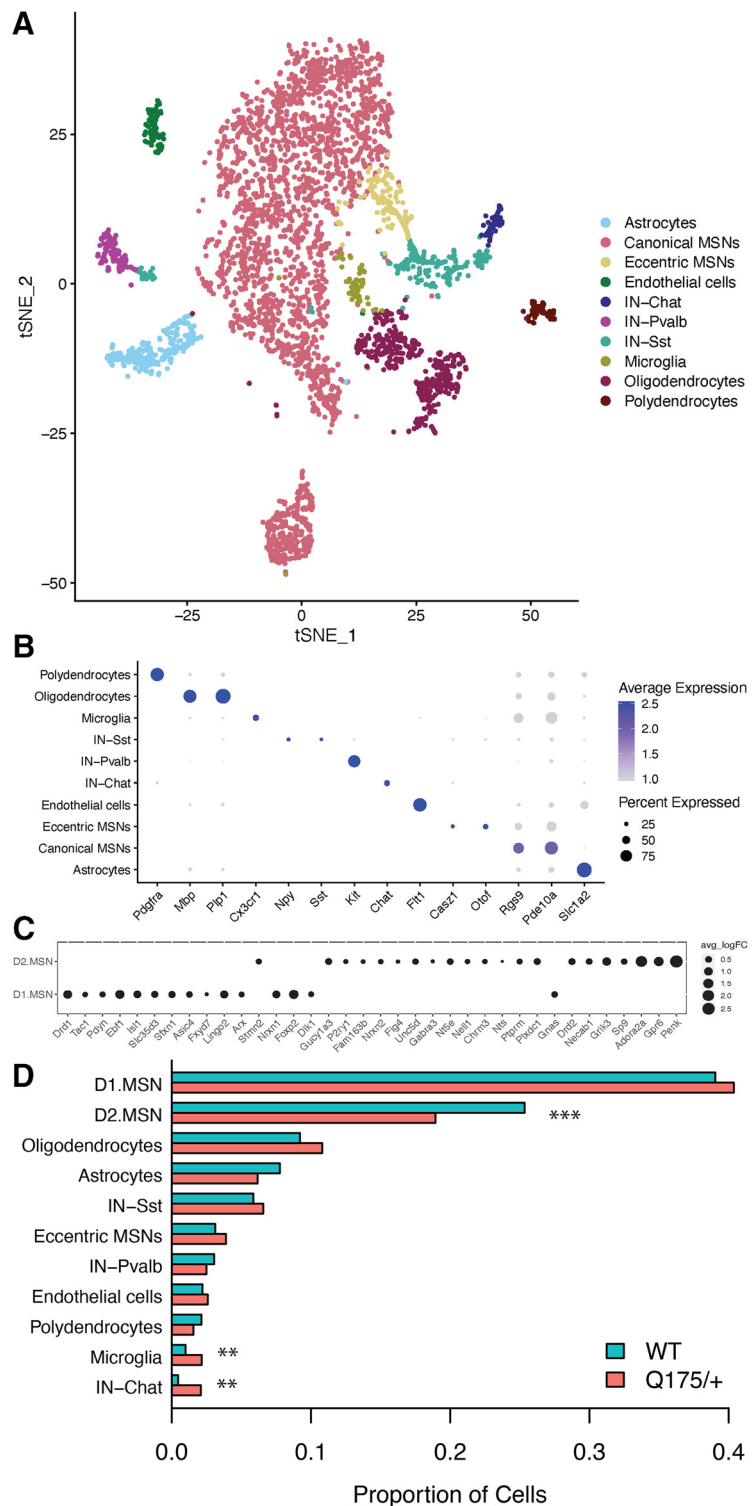 A
25
0
−25
−50
tSNE_2
−25
0
25
50
tSNE_1
Astrocytes
Canonical MSNs
Eccentric MSNs
Endothelial cells
IN−Chat
IN−Pvalb
IN−Sst
Microglia
Oligodendrocytes
Polydendrocytes
B
Polydendrocytes
Oligodendrocytes
Microglia
IN−Sst
IN−Pvalb
IN−Chat
Endothelial cells
Eccentric MSNs
Canonical MSNs
Astrocytes
Pdgfra
Mbp
Plp1
Cx3cr1
Npy
Sst
Kit
Chat
Flt1
Casz1
Otof
Rgs9
Pde10a
Slc1a2
Average Expression
2.5
2.0
1.5
1.0
Percent Expressed
25
50
75
C
D2.MSN
D1.MSN
Drd1
Tac1
Pdyn
Ebf1
Isl1
Slc35d3
Sfxn1
Asic4
Fxyd7
Lingo2
Arx
Stmn2
Nrxn1
Foxp2
Dlk1
Gucy1a3
P2ry1
Fam163b
Nrxn2
Fig4
Unc5d
Gabra3
Nt5e
Nell1
Chrm3
Nts
Ptprm
Plxdc1
Gnas
Drd2
Necab1
Grik3
Sp9
Adora2a
Gpr6
Penk
avg_logFC
0.5
1.0
1.5
2.0
2.5
D
D1.MSN
D2.MSN
***
Oligodendrocytes
Astrocytes
IN−Sst
Eccentric MSNs
IN−Pvalb
Endothelial cells
Polydendrocytes
Microglia
**
IN−Chat
**
WT
Q175/+
0.0
0.1
0.2
0.3
0.4
Proportion of Cells